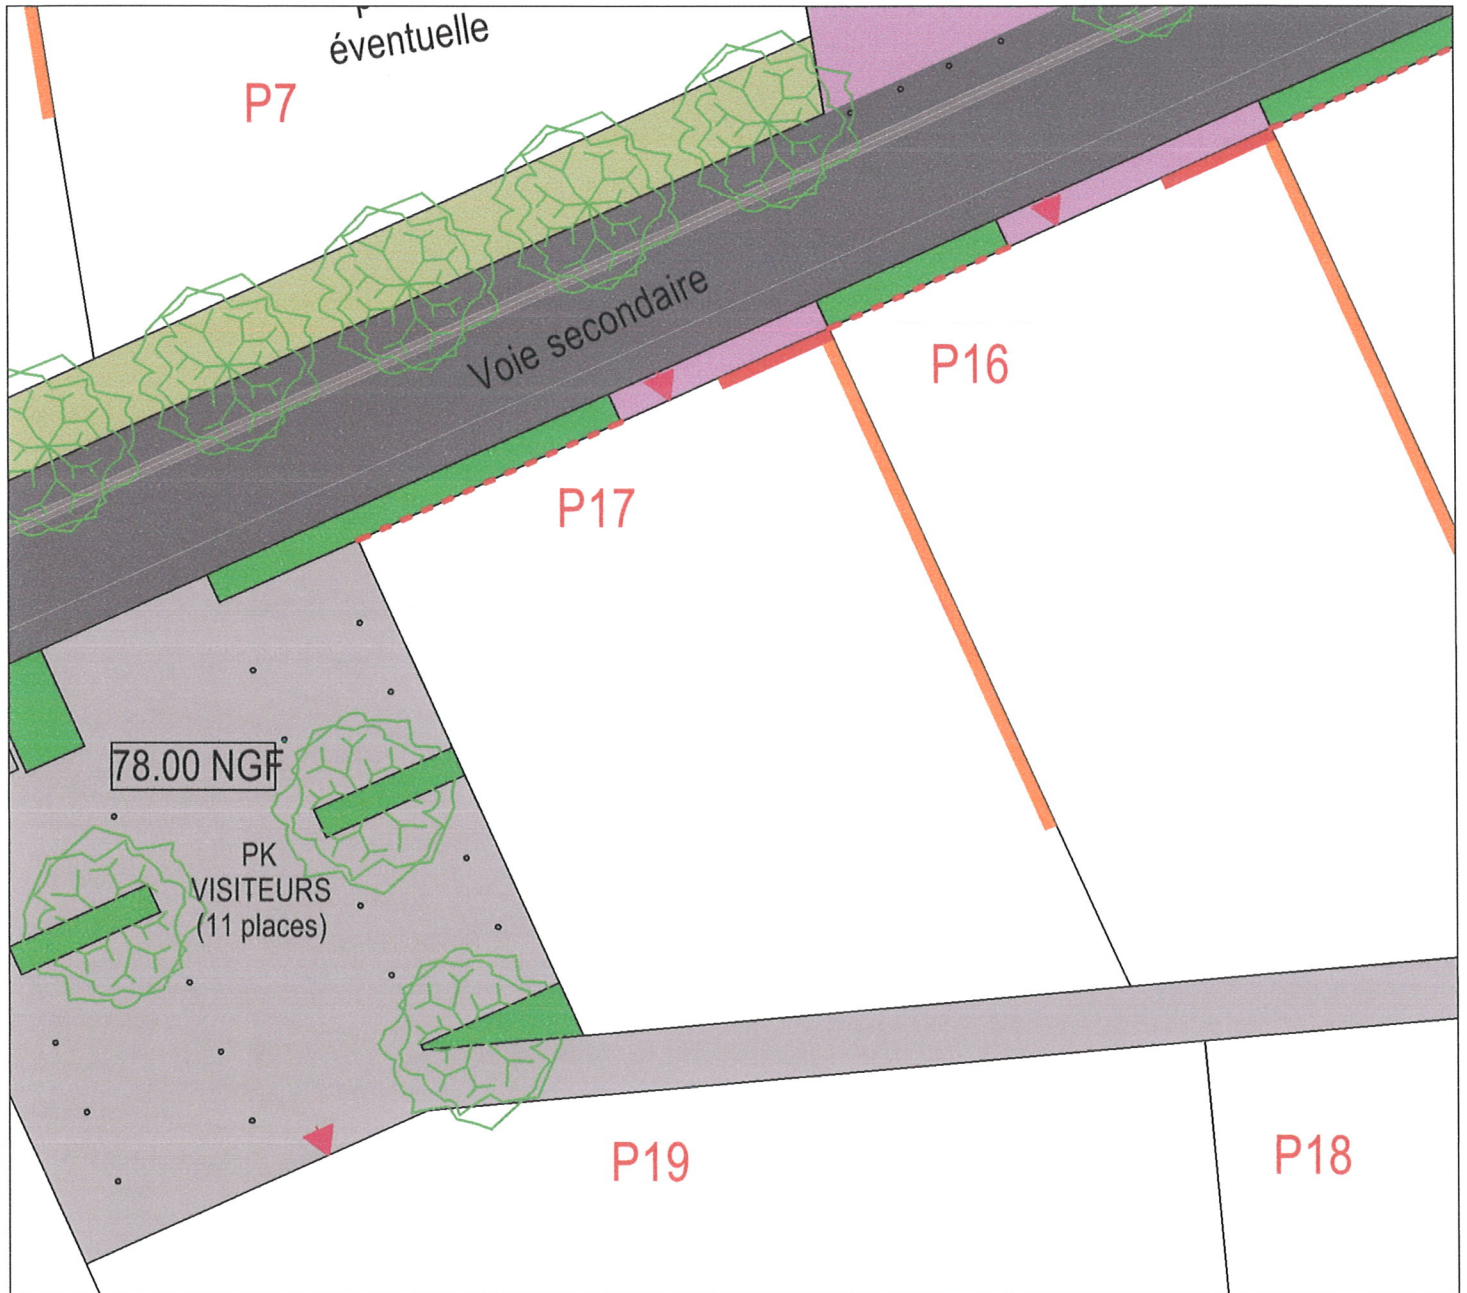 éventuelle
P7
Voie secondaire
P16
P17
78.00 NGF
PK
VISITEURS
(11 places)
P19
P18